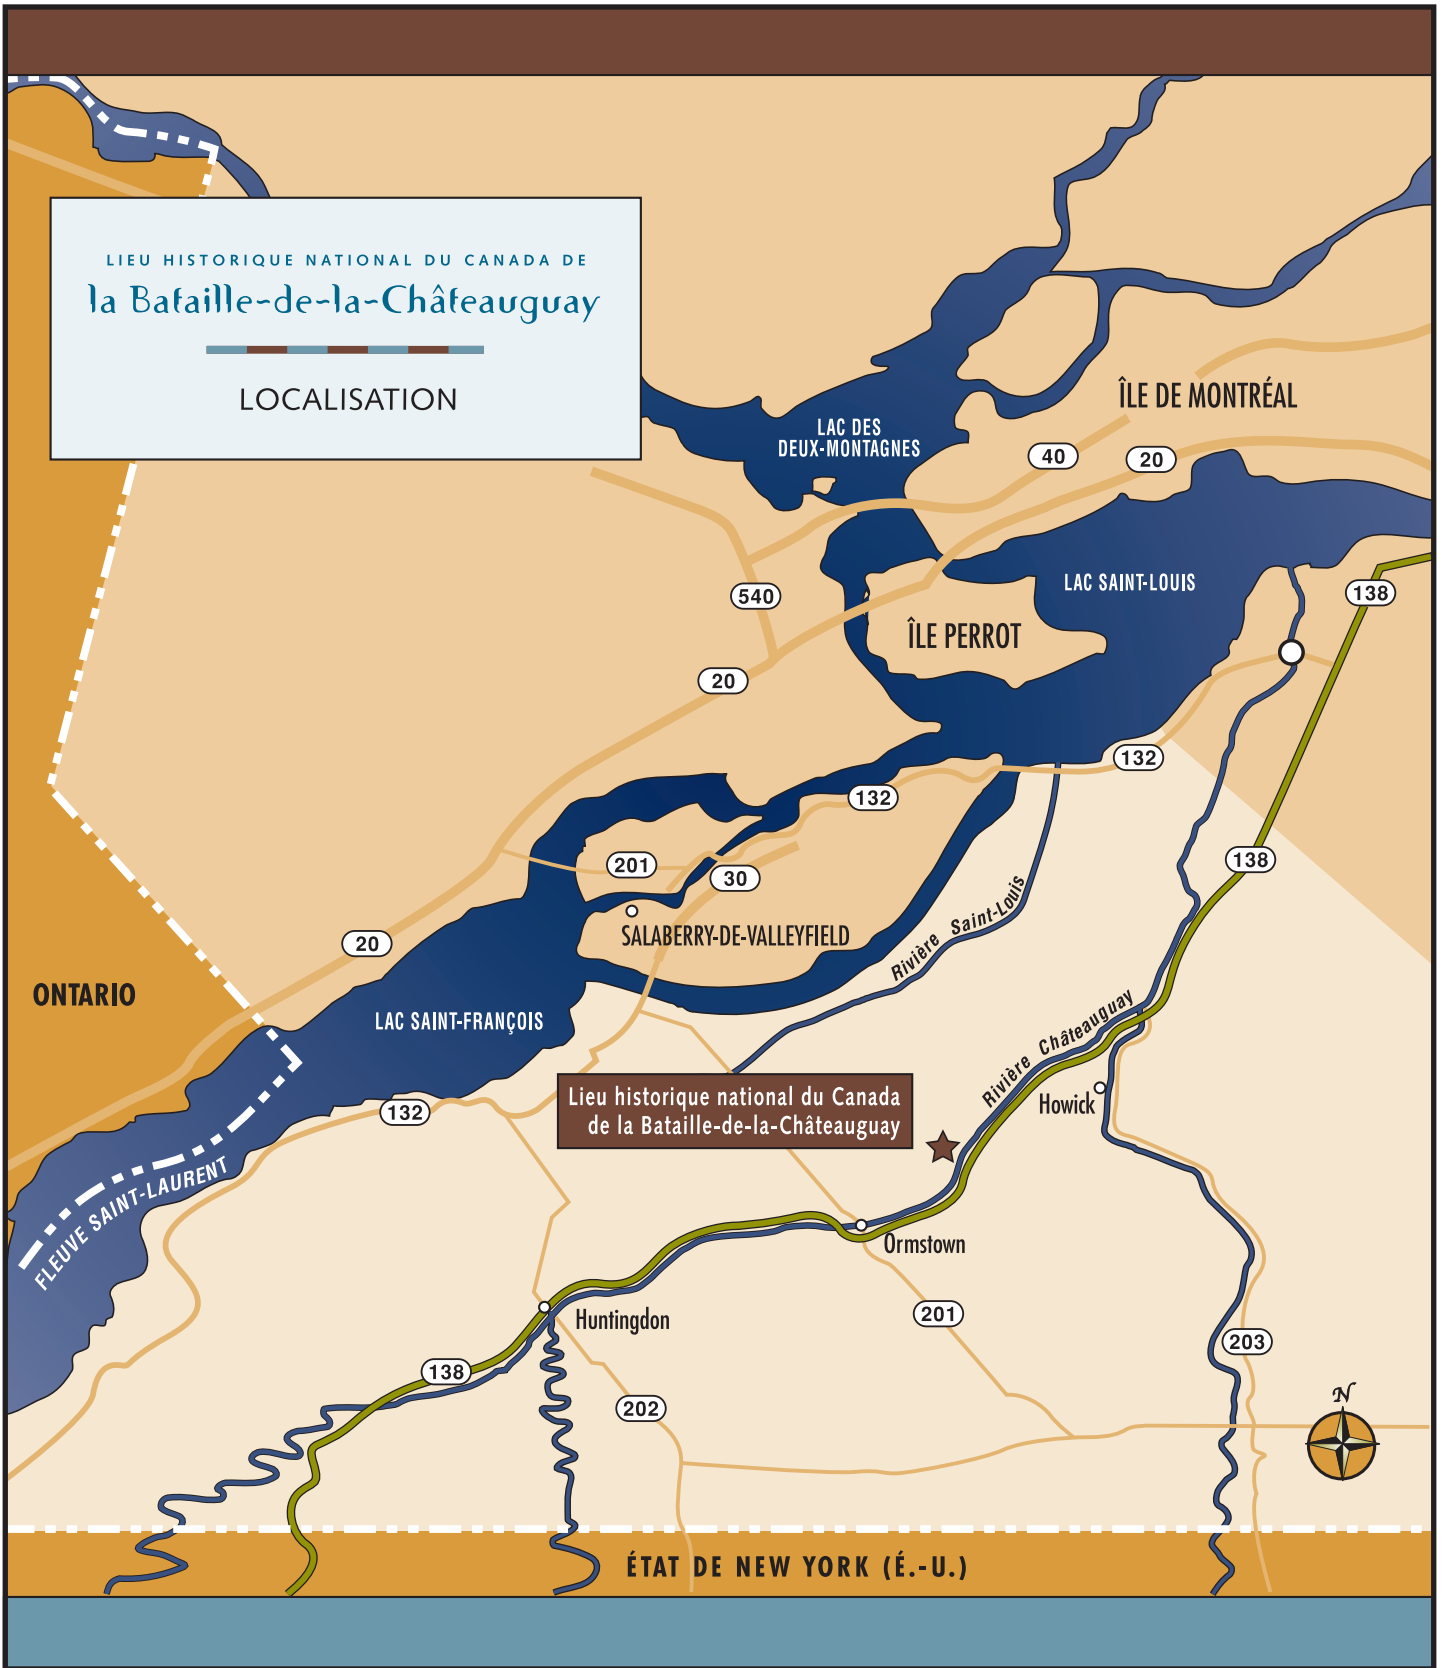 LIEU HISTORIQUE NATIONAL DU CANADA DE
la Bataille-de-la-Châteauguay
LOCALISATION
ÎLE DE MONTRÉAL
LAC DES
DEUX-MONTAGNES
40
20
LAC SAINT-LOUIS
138
540
ÎLE PERROT
20
132
132
201
30
138
SALABERRY-DE-VALLEYFIELD
Rivière Saint-Louis
20
ONTARIO
LAC SAINT-FRANÇOIS
Rivière Châteauguay
Lieu historique national du Canada
de la Bataille-de-la-Châteauguay
Howick
132
FLEUVE SAINT-LAURENT
Ormstown
Huntingdon
201
203
138
202
N
ÉTAT DE NEW YORK (É.-U.)